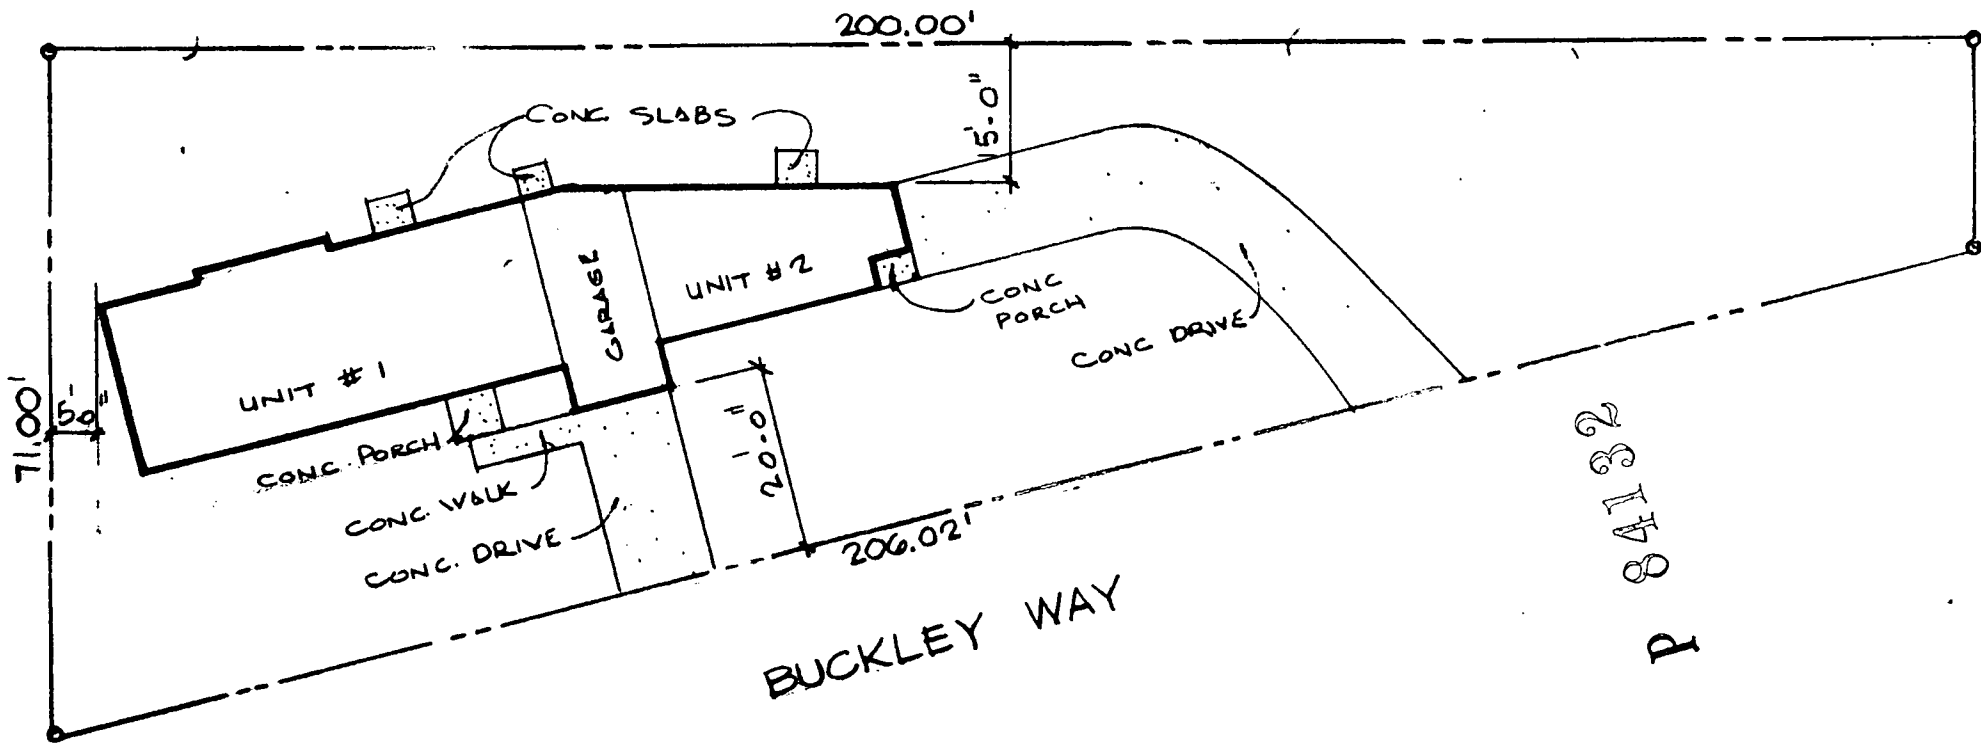 200.00'
CONC SLABS
15'-0"
GARAGE
UNIT #2
CONC
PORCH
CONC DRIVE
UNIT #1
71.00'
5'-0"
CONC. PORCH
20'-0"
CONC. WALK
CONC. DRIVE
206.02'
BUCKLEY WAY
P 841132